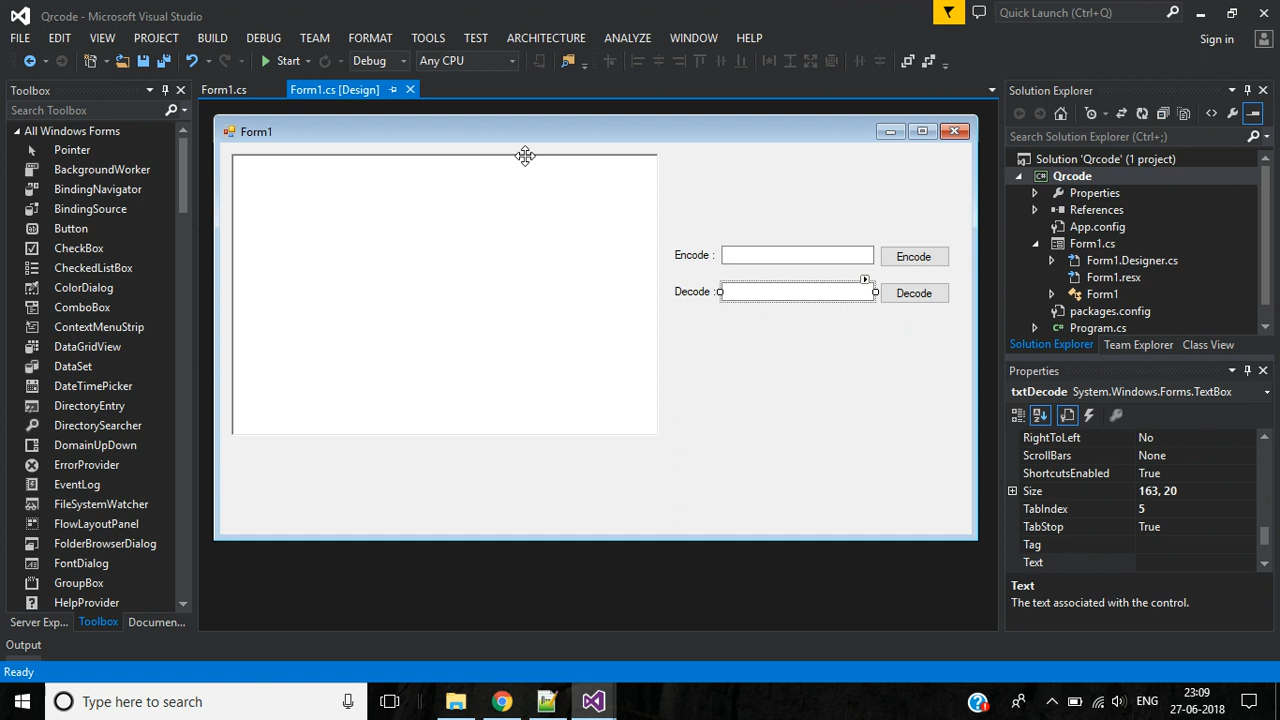 Qrcode - Microsoft Visual Studio
Quick Launch (Ctrl+Q)
FILE EDIT VIEW PROJECT BUILD DEBUG TEAM FORMAT TOOLS TEST ARCHITECTURE ANALYZE WINDOW HELP
Sign in
Start Debug Any CPU
Toolbox
Search Toolbox
All Windows Forms
Pointer
BackgroundWorker
BindingNavigator
BindingSource
Button
CheckBox
CheckedListBox
ColorDialog
ComboBox
ContextMenuStrip
DataGridView
DataSet
DateTimePicker
DirectoryEntry
DirectorySearcher
DomainUpDown
ErrorProvider
EventLog
FileSystemWatcher
FlowLayoutPanel
FolderBrowserDialog
FontDialog
GroupBox
HelpProvider
Server Exp... Toolbox Documen...
Form1.cs Form1.cs [Design]
Form1
Encode : Encode
Decode : Decode
Solution Explorer
Search Solution Explorer (Ctrl+;)
Solution 'Qrcode' (1 project)
C# Qrcode
Properties
References
App.config
Form1.cs
Form1.Designer.cs
Form1.resx
Form1
packages.config
Program.cs
Solution Explorer Team Explorer Class View
Properties
txtDecode System.Windows.Forms.TextBox
RightToLeft No
ScrollBars None
ShortcutsEnabled True
Size 163, 20
TabIndex 5
TabStop True
Tag
Text
Text
The text associated with the control.
Output
Ready
Type here to search
ENG
23:09
27-06-2018